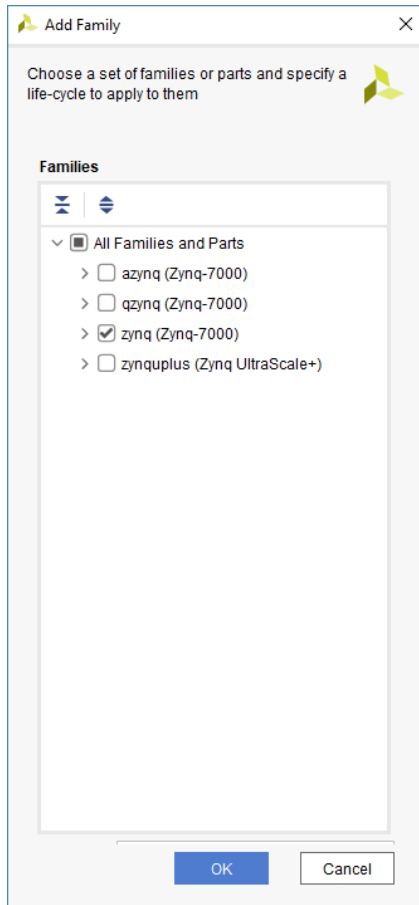 Add Family
Choose a set of families or parts and specify a
life-cycle to apply to them
Families
All Families and Parts
azynq (Zynq-7000)
qzynq (Zynq-7000)
zynq (Zynq-7000)
zynquplus (Zynq UltraScale+)
OK
Cancel